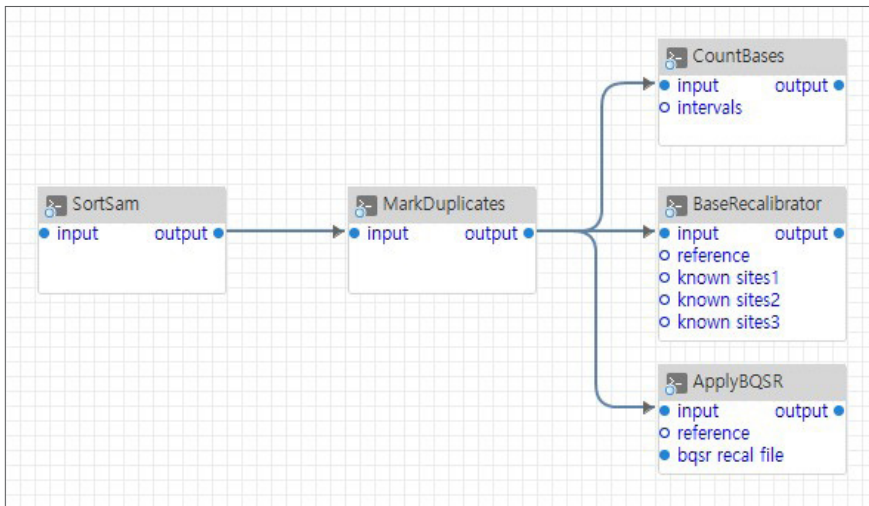 CountBases
input output
intervals
SortSam
input output
MarkDuplicates
input output
BaseRecalibrator
input output
reference
known sites1
known sites2
known sites3
ApplyBQSR
input output
reference
bqsr recal file